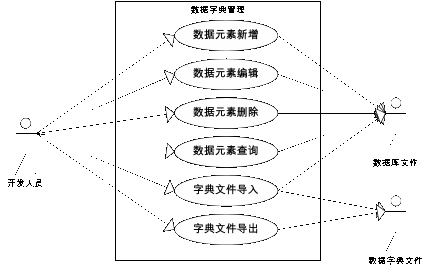 数据字典管理
数据元素新增
数据元素编辑
数据元素删除
数据元素查询
字典文件导入
字典文件导出
开发人员
数据库文件
数据字典文件